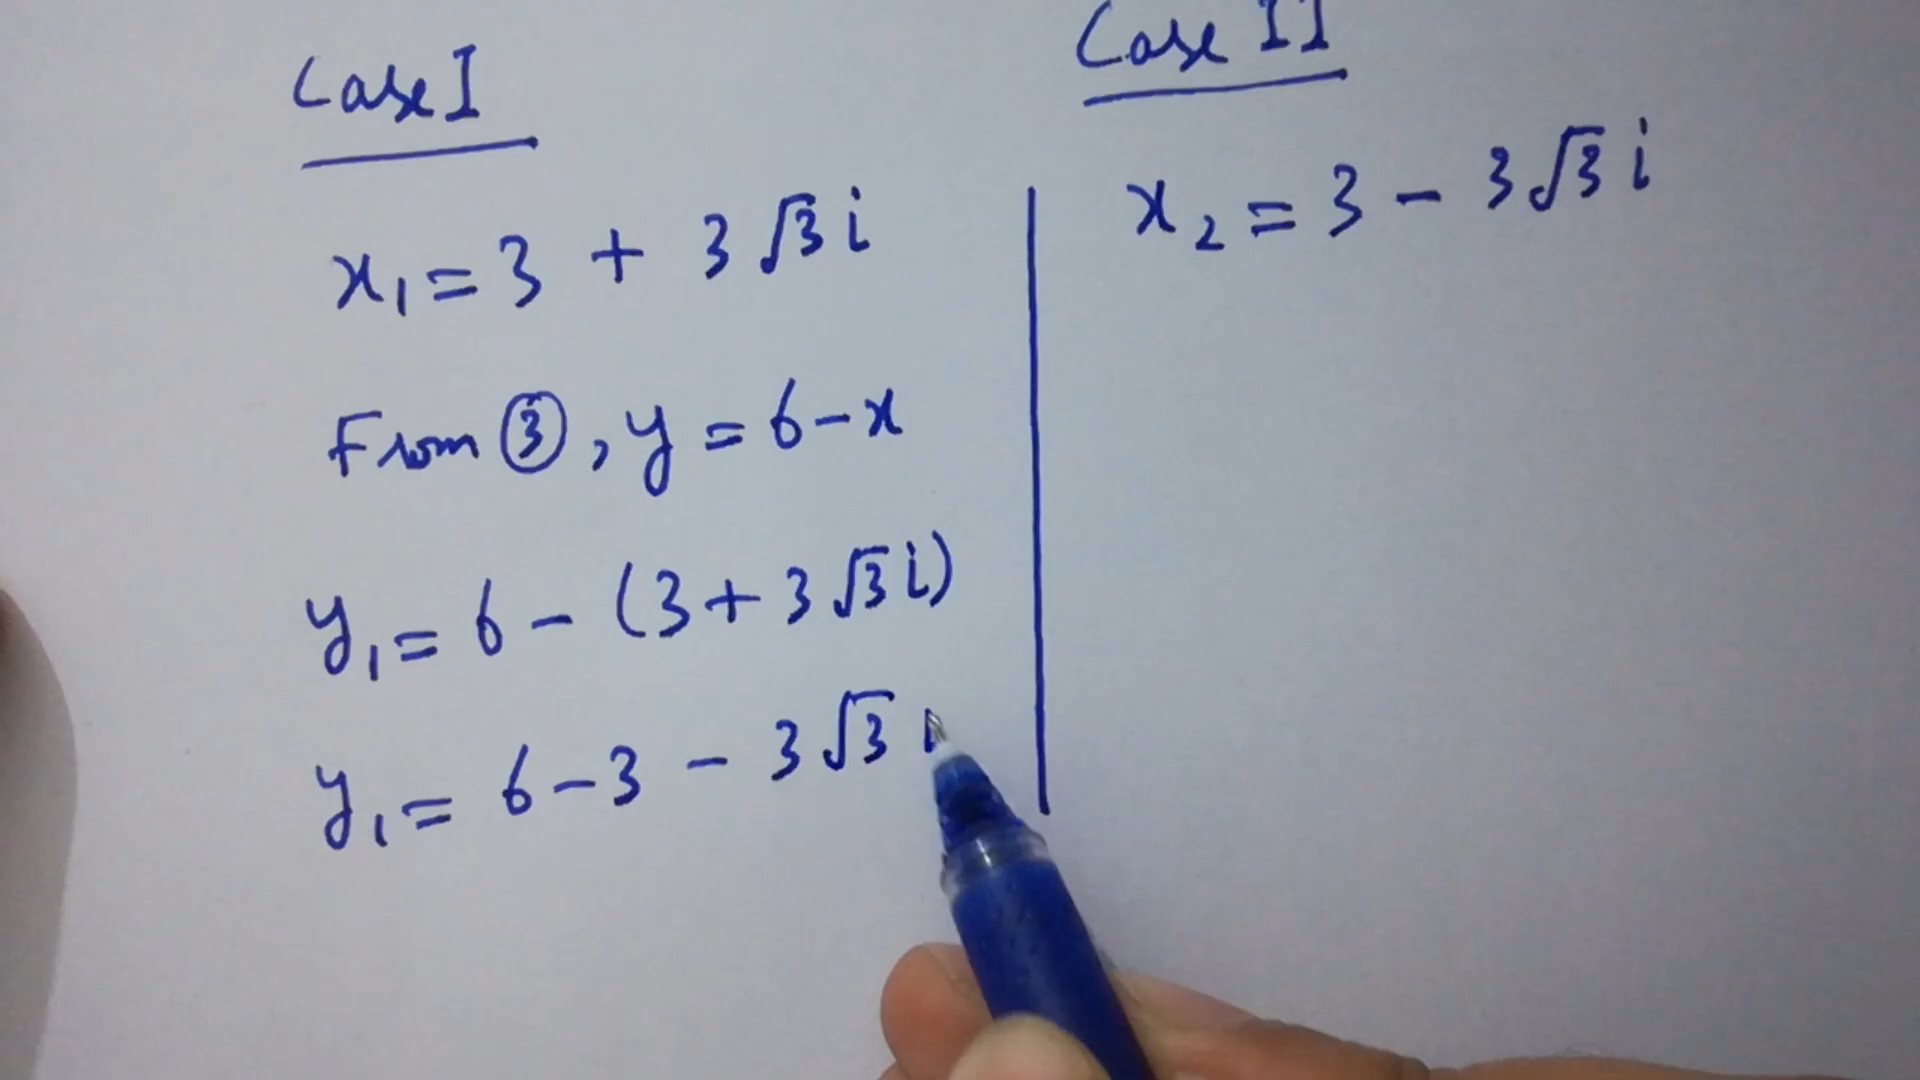 Case I
x₁ = 3 + 3√3 i
From ③, y = 6 - x
y₁ = 6 - (3 + 3√3 i)
y₁ = 6 - 3 - 3√3 i
Case II
x₂ = 3 - 3√3 i